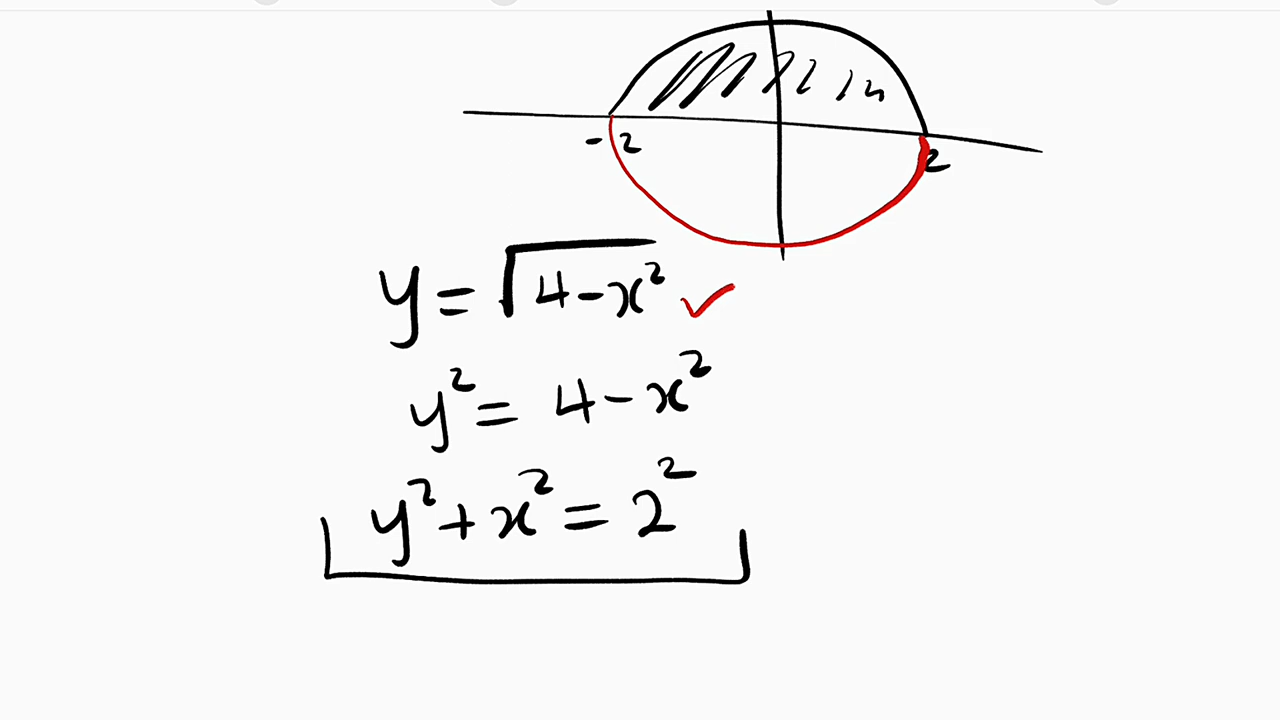 -2
2
y = √4-x²
y² = 4-x²
y² + x² = 2²